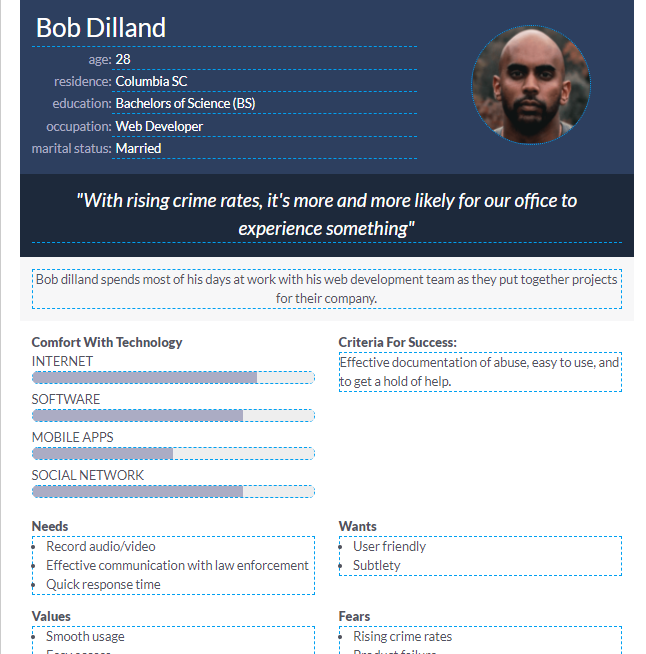 Bob Dilland
age: 28
residence: Columbia SC
education: Bachelors of Science (BS)
occupation: Web Developer
marital status: Married
"With rising crime rates, it's more and more likely for our office to
experience something"
Bob dilland spends most of his days at work with his web development team as they put together projects
for their company.
Comfort With Technology
INTERNET
SOFTWARE
MOBILE APPS
SOCIAL NETWORK
Criteria For Success:
Effective documentation of abuse, easy to use, and
to get a hold of help.
Needs
Record audio/video
Effective communication with law enforcement
Quick response time
Wants
User friendly
Subtlety
Values
Smooth usage
Easy access
Fears
Rising crime rates
Product failure